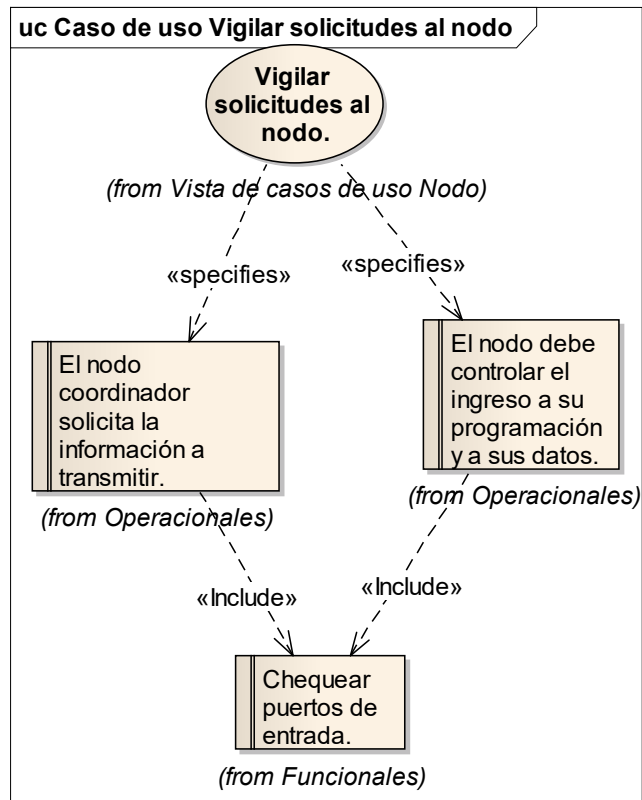 uc Caso de uso Vigilar solicitudes al nodo
Vigilar
solicitudes al
nodo.
(from Vista de casos de uso Nodo)
«specifies»
«specifies»
El nodo
coordinador
solicita la
información a
transmitir.
(from Operacionales)
El nodo debe
controlar el
ingreso a su
programación
y a sus datos.
(from Operacionales)
«Include»
«Include»
Chequear
puertos de
entrada.
(from Funcionales)